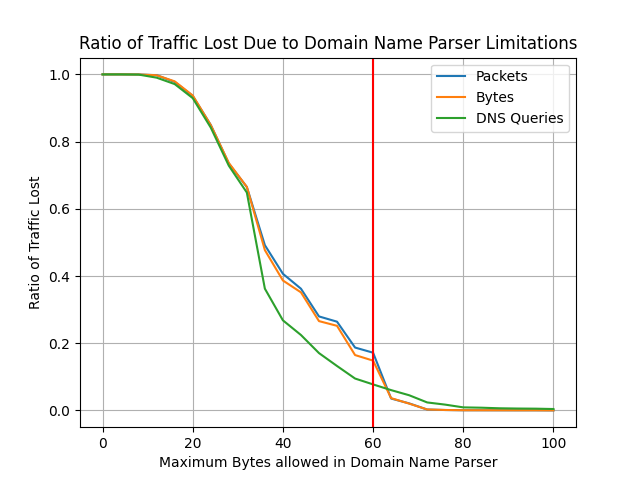 Ratio of Traffic Lost Due to Domain Name Parser Limitations
Packets
Bytes
DNS Queries
1.0
0.8
0.6
0.4
0.2
0.0
Ratio of Traffic Lost
0 20 40 60 80 100
Maximum Bytes allowed in Domain Name Parser